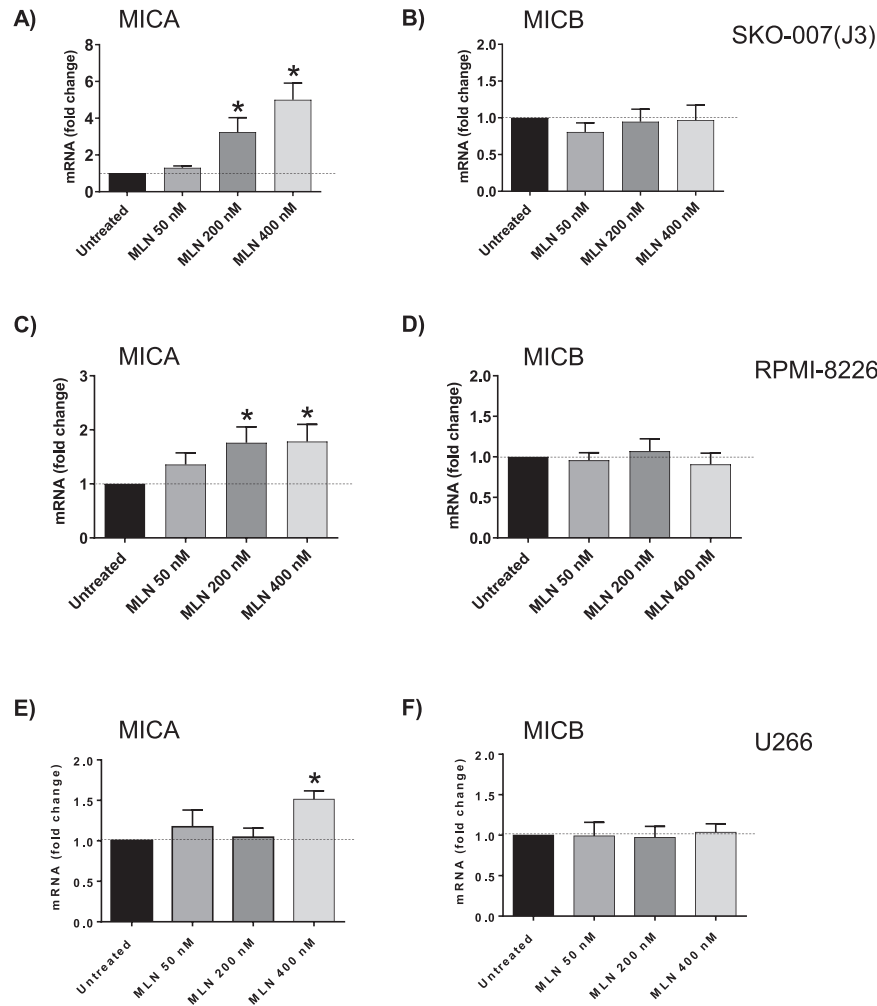 A)
MICA
mRNA (fold change)
8
6
4
2
0
*
*
Untreated
MLN 50 nM
MLN 200 nM
MLN 400 nM
B)
MICB
SKO-007(J3)
mRNA (fold change)
2.0
1.5
1.0
0.5
0.0
Untreated
MLN 50 nM
MLN 200 nM
MLN 400 nM
C)
MICA
mRNA (fold change)
3
2
1
0
*
*
Untreated
MLN 50 nM
MLN 200 nM
MLN 400 nM
D)
MICB
RPMI-8226
mRNA (fold change)
2.0
1.5
1.0
0.5
0.0
Untreated
MLN 50 nM
MLN 200 nM
MLN 400 nM
E)
MICA
mRNA (fold change)
2.0
1.5
1.0
0.5
0.0
*
Untreated
MLN 50 nM
MLN 200 nM
MLN 400 nM
F)
MICB
U266
mRNA (fold change)
2.0
1.5
1.0
0.5
0.0
Untreated
MLN 50 nM
MLN 200 nM
MLN 400 nM